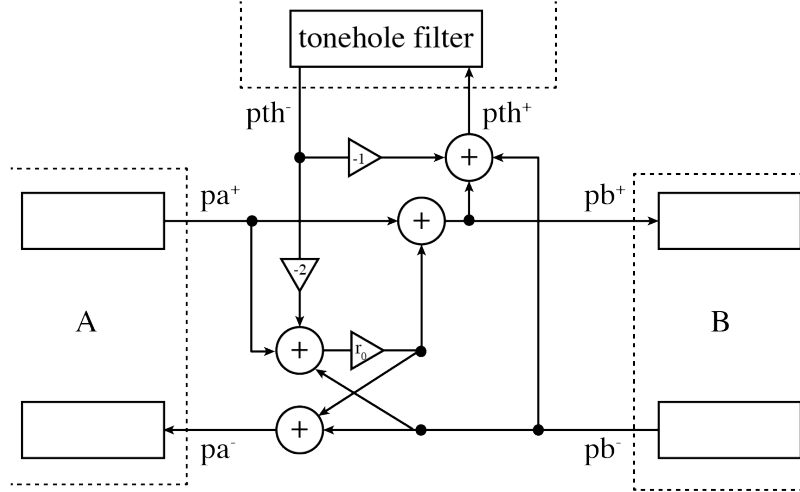 tonehole filter
pth⁻
pth⁺
-1
+
pa⁺
+
pb⁺
-2
A
B
+
r₀
+
pa⁻
pb⁻